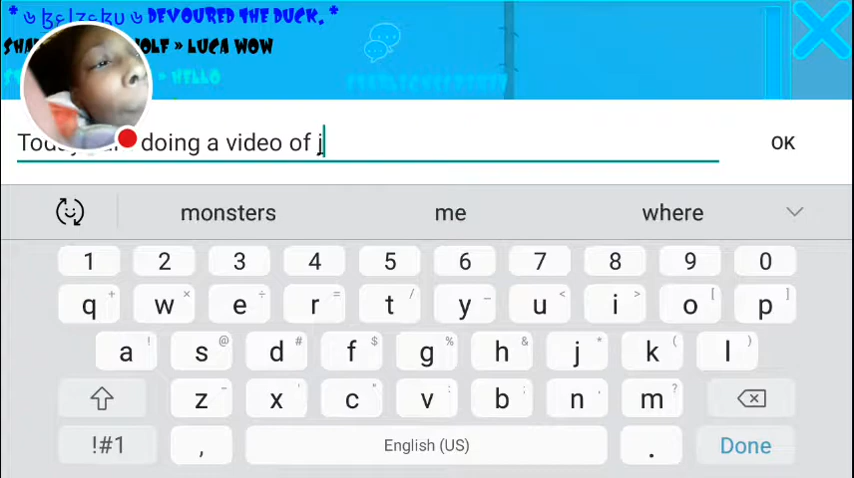 DEVOURED THE DUCK. *
OLF » LUCA WOW
» HELLO
doing a video of j
OK
monsters me where
1 2 3 4 5 6 7 8 9 0
q + w × e ÷ r = t / y _ u < i > o [ p ]
a ! s @ d # f $ g % h & j * k ( l )
z - x ' c " v : b ; n , m ?
!#1 , English (US) . Done